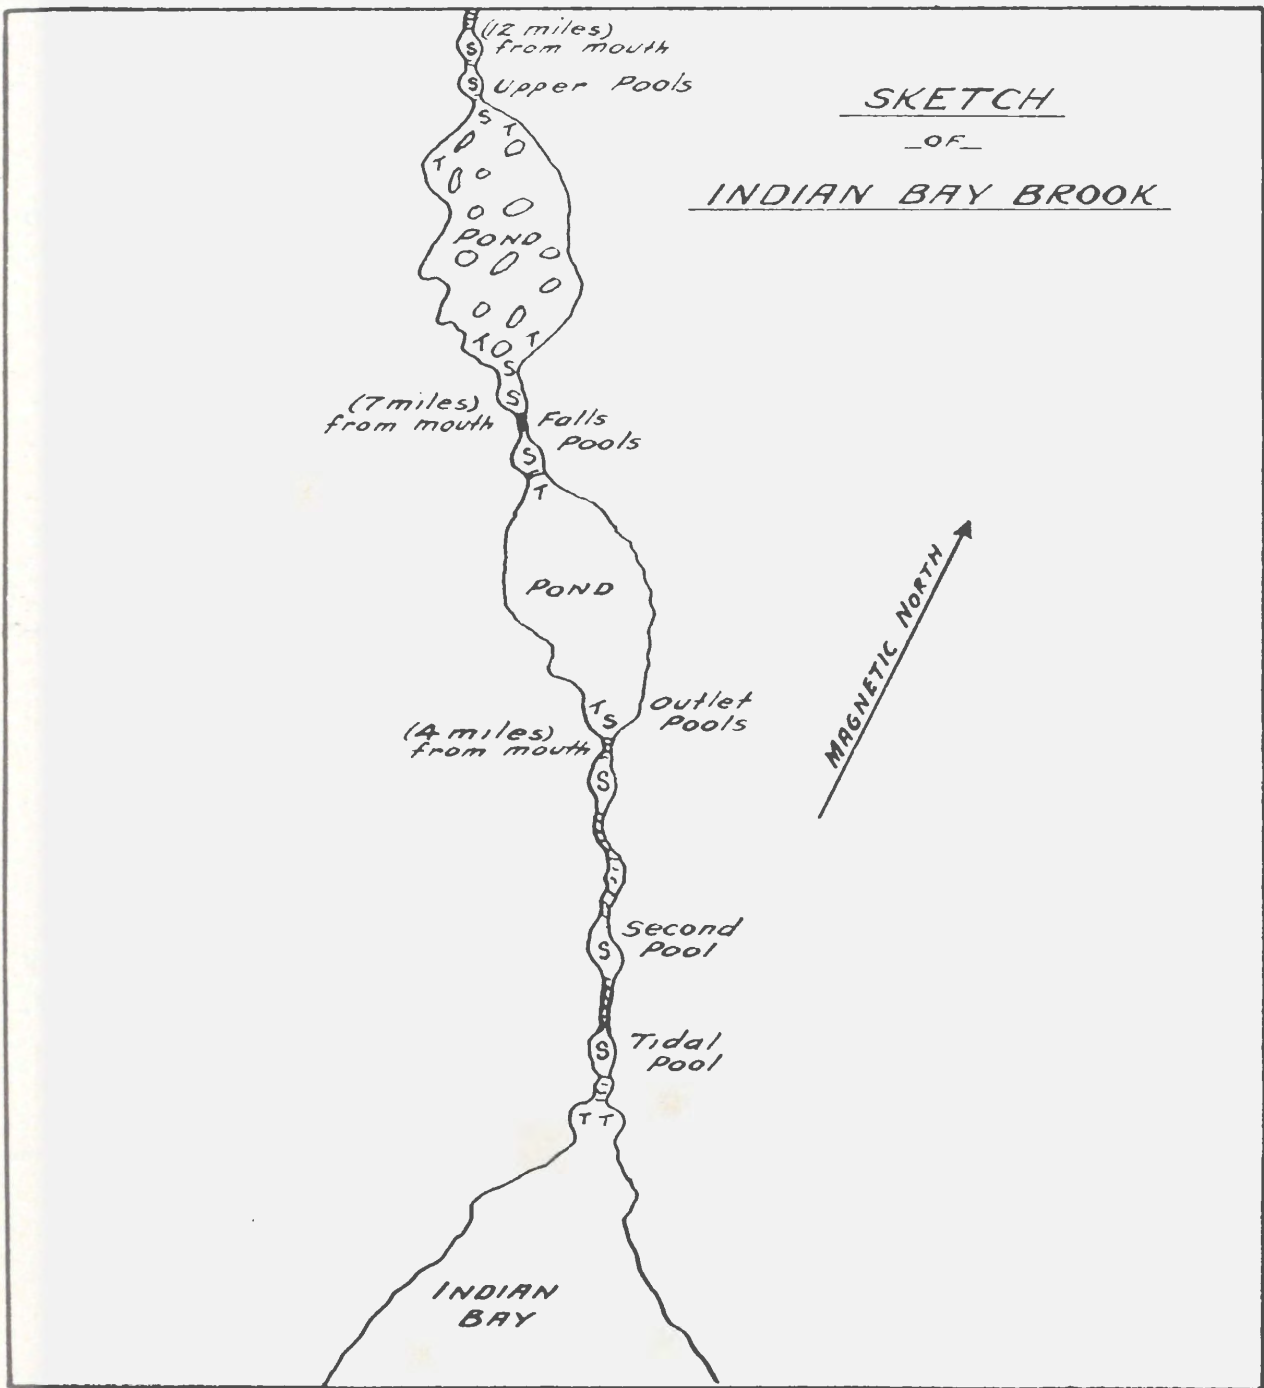 SKETCH
_OF_
INDIAN BAY BROOK
(12 miles)
from mouth
S
S
Upper Pools
S
T
T
POND
T
T
S
S
(7 miles)
from mouth
Falls
Pools
S
T
POND
T
S
Outlet
Pools
(4 miles)
from mouth
S
MAGNETIC NORTH
S
Second
Pool
S
Tidal
Pool
T T
INDIAN
BAY